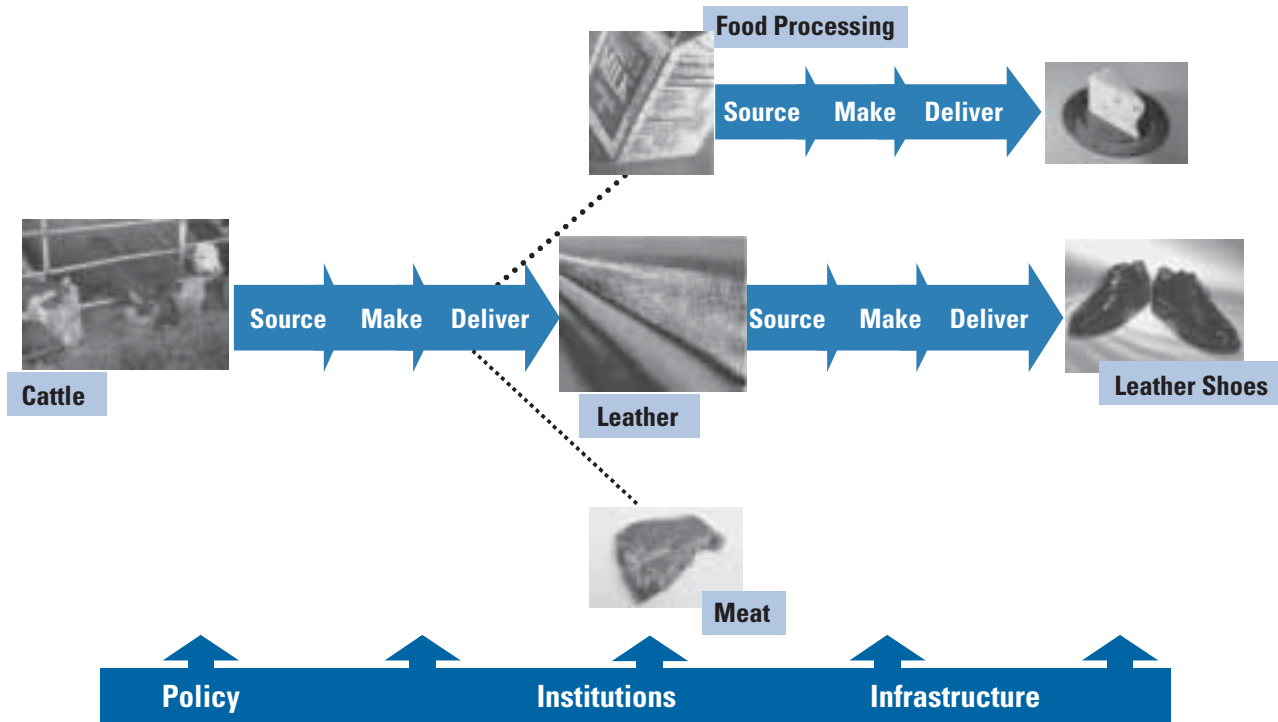 Food Processing
Source Make Deliver
Source Make Deliver
Source Make Deliver
Cattle
Leather
Leather Shoes
Meat
Policy Institutions Infrastructure